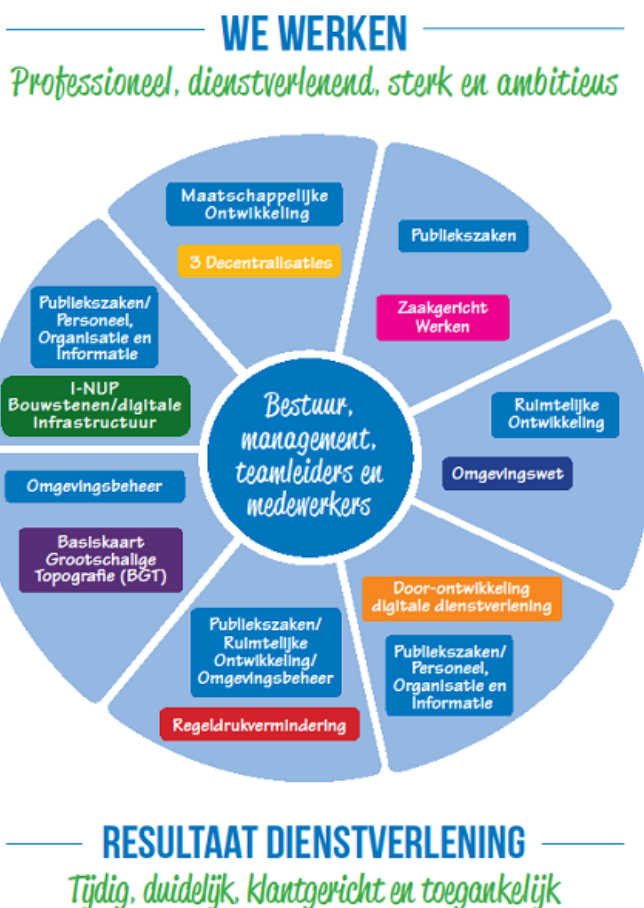 WE WERKEN
Professioneel, dienstverlenend, sterk en ambitieus
Maatschappelijke
Ontwikkeling
3 Decentralisaties
Publiekszaken
Zaakgericht
Werken
Publiekszaken/
Personeel,
Organisatie en
Informatie
I-NUP
Bouwstenen/digitale
infrastructuur
Bestuur,
management,
teamleiders en
medewerkers
Ruimtelijke
Ontwikkeling
Omgevingswet
Omgevingsbeheer
Basiskaart
Grootschalige
Topografie (BGT)
Door-ontwikkeling
digitale dienstverlening
Publiekszaken/
Personeel,
Organisatie en
Informatie
Publiekszaken/
Ruimtelijke
Ontwikkeling/
Omgevingsbeheer
Regeldrukvermindering
RESULTAAT DIENSTVERLENING
Tijdig, duidelijk, klantgericht en toegankelijk